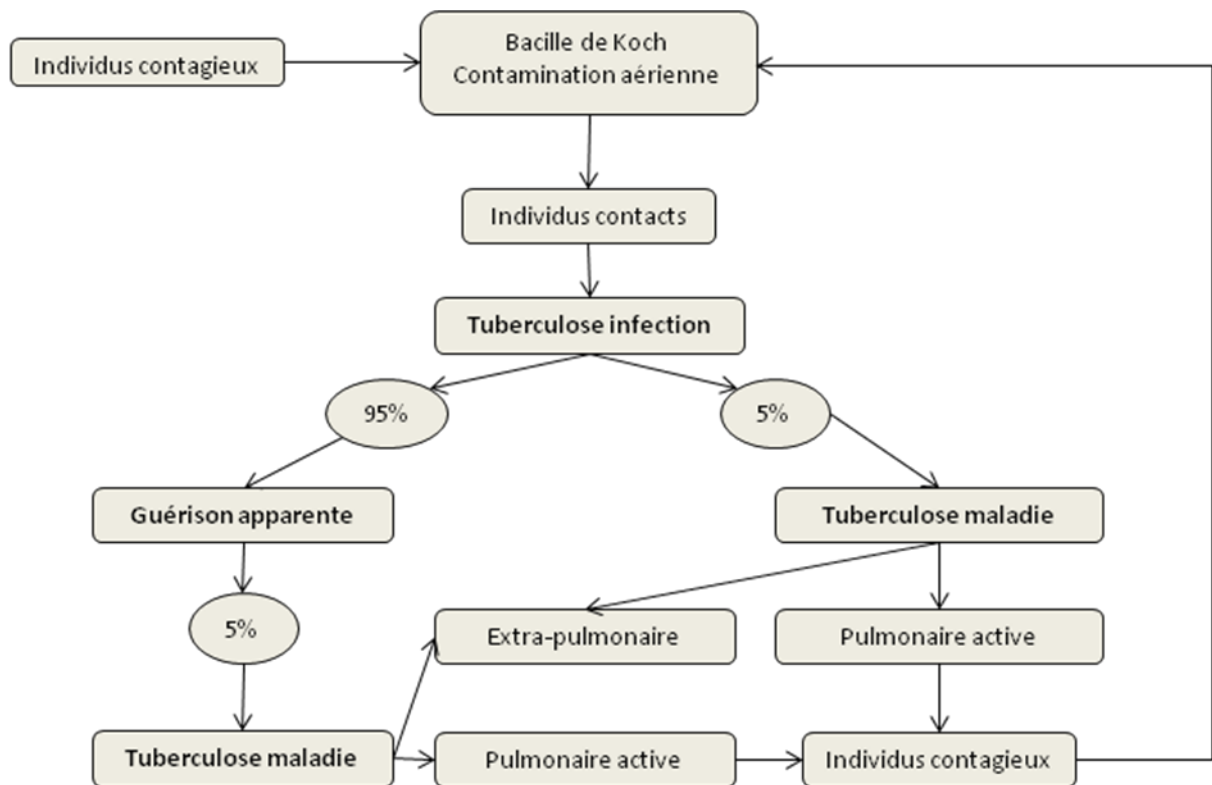 Individus contagieux
Bacille de Koch
Contamination aérienne
Individus contacts
Tuberculose infection
95%
5%
Guérison apparente
Tuberculose maladie
5%
Extra-pulmonaire
Pulmonaire active
Tuberculose maladie
Pulmonaire active
Individus contagieux